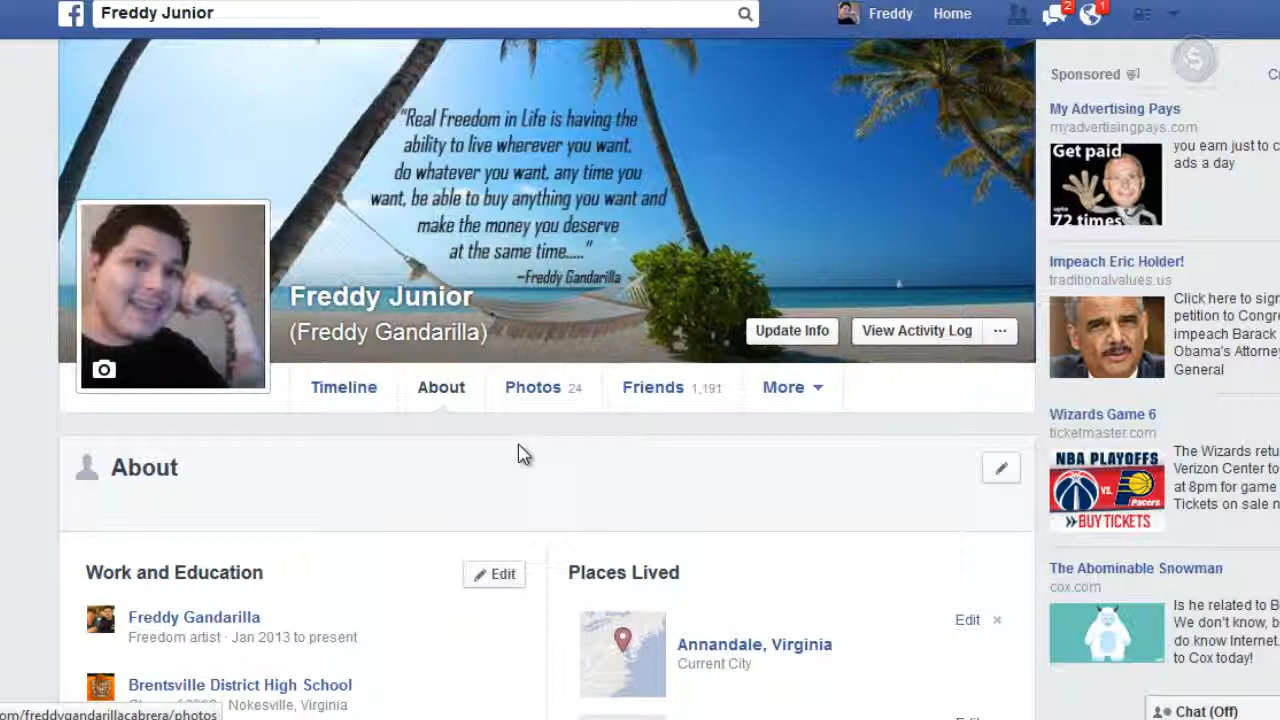 Freddy Junior
Freddy
Home
2
1
Sponsored
"Real Freedom in Life is having the
ability to live wherever you want,
do whatever you want, any time you
want, be able to buy anything you want and
make the money you deserve
at the same time....."
~Freddy Gandarilla
Freddy Junior
(Freddy Gandarilla)
Update Info
View Activity Log
...
Timeline
About
Photos 24
Friends 1,191
More
About
Work and Education
Edit
Freddy Gandarilla
Freedom artist · Jan 2013 to present
Brentsville District High School
Nokesville, Virginia
Places Lived
Edit
Annandale, Virginia
Current City
My Advertising Pays
myadvertisingpays.com
Get paid
upto
72 times
you earn just to c
ads a day
Impeach Eric Holder!
traditionalvalues.us
Click here to sign
petition to Congre
impeach Barack
Obama's Attorne
General
Wizards Game 6
ticketmaster.com
NBA PLAYOFFS
VS.
Pacers
BUY TICKETS
The Wizards retu
Verizon Center to
at 8pm for game
Tickets on sale n
The Abominable Snowman
cox.com
Is he related to B
We don't know, b
do know Internet.
to Cox today!
om/freddygandarillacabrera/photos
Chat (Off)